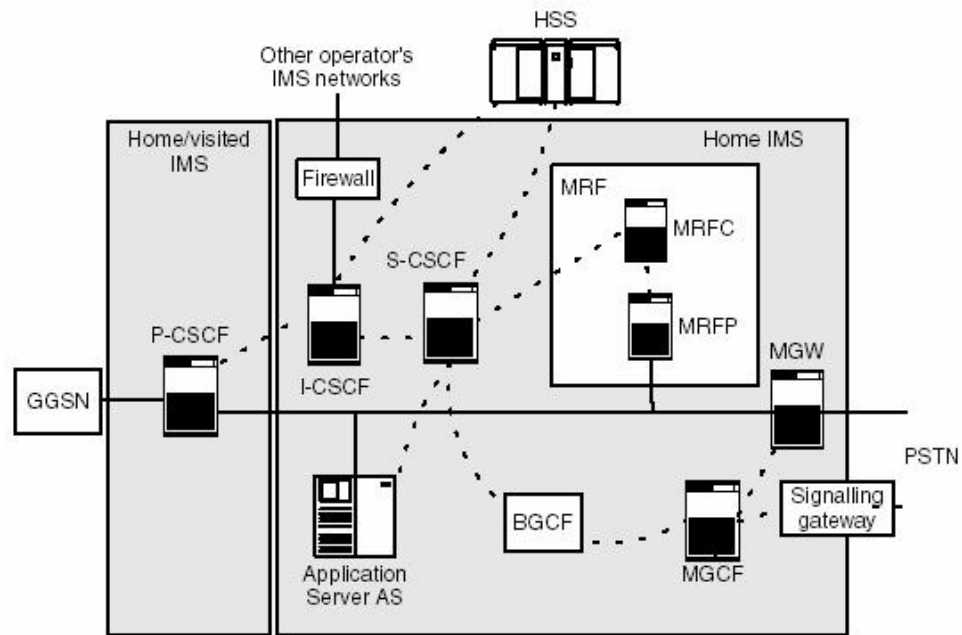 HSS
Other operator's
IMS networks
Home/visited
IMS
Home IMS
Firewall
MRF
MRFC
S-CSCF
MRFP
P-CSCF
MGW
I-CSCF
GGSN
PSTN
Signalling
gateway
BGCF
Application
Server AS
MGCF